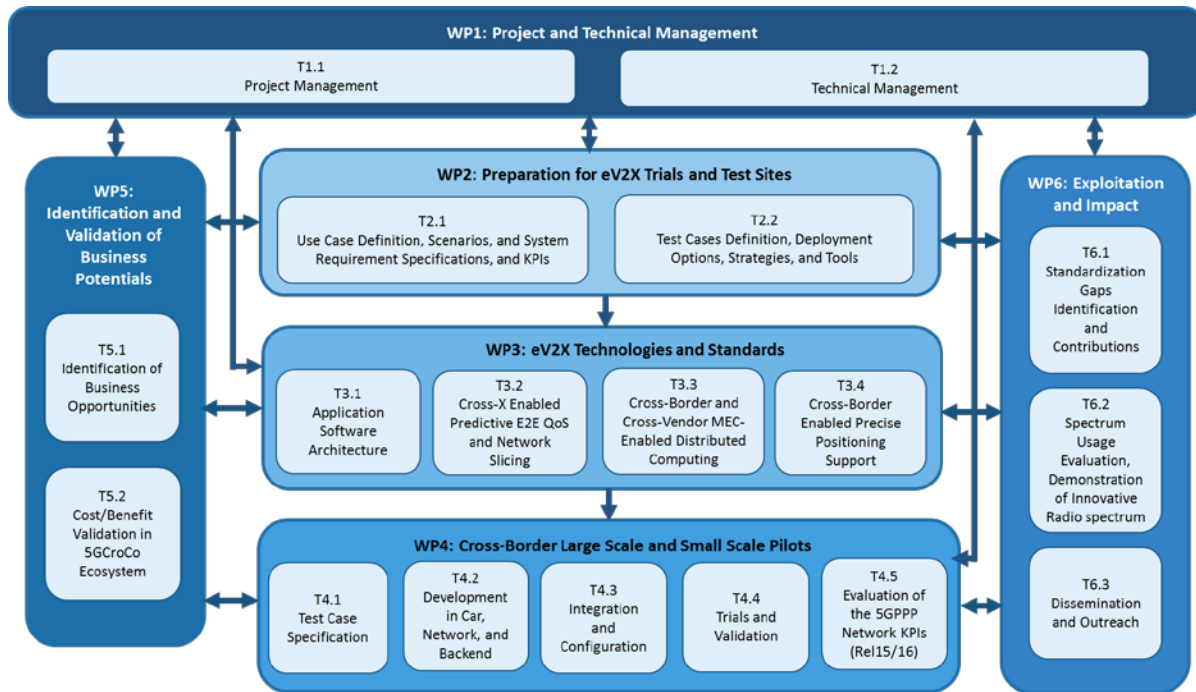 WP1: Project and Technical Management
T1.1
Project Management
T1.2
Technical Management
WP5:
Identification and
Validation of
Business
Potentials
T5.1
Identification of
Business
Opportunities
T5.2
Cost/Benefit
Validation in
5GCroCo
Ecosystem
WP2: Preparation for eV2X Trials and Test Sites
T2.1
Use Case Definition, Scenarios, and System
Requirement Specifications, and KPIs
T2.2
Test Cases Definition, Deployment
Options, Strategies, and Tools
WP3: eV2X Technologies and Standards
T3.1
Application
Software
Architecture
T3.2
Cross-X Enabled
Predictive E2E QoS
and Network
Slicing
T3.3
Cross-Border and
Cross-Vendor MEC-
Enabled Distributed
Computing
T3.4
Cross-Border
Enabled Precise
Positioning
Support
WP4: Cross-Border Large Scale and Small Scale Pilots
T4.1
Test Case
Specification
T4.2
Development
in Car,
Network, and
Backend
T4.3
Integration
and
Configuration
T4.4
Trials and
Validation
T4.5
Evaluation of
the 5GPPP
Network KPIs
(Rel15/16)
WP6: Exploitation
and Impact
T6.1
Standardization
Gaps
Identification
and
Contributions
T6.2
Spectrum
Usage
Evaluation,
Demonstration
of Innovative
Radio spectrum
T6.3
Dissemination
and Outreach